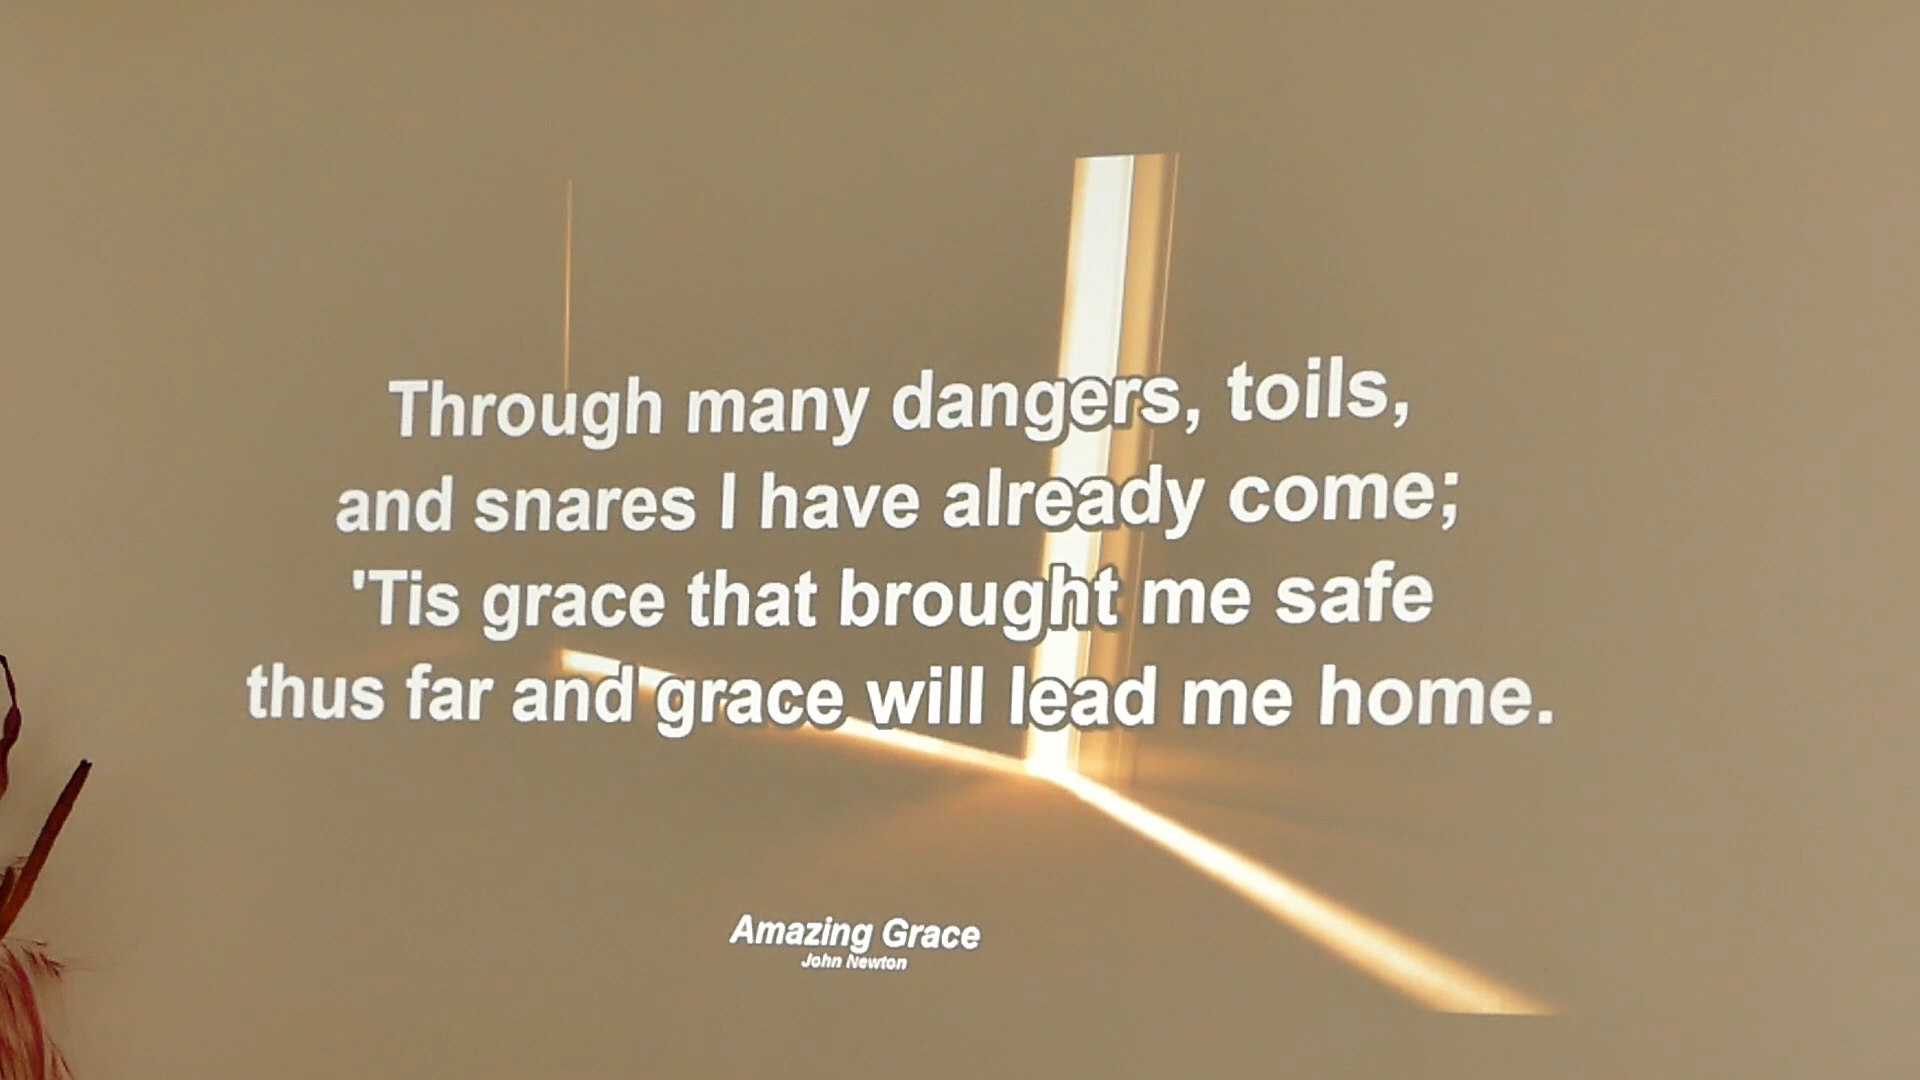 Through many dangers, toils,
and snares I have already come;
'Tis grace that brought me safe
thus far and grace will lead me home.
Amazing Grace
John Newton